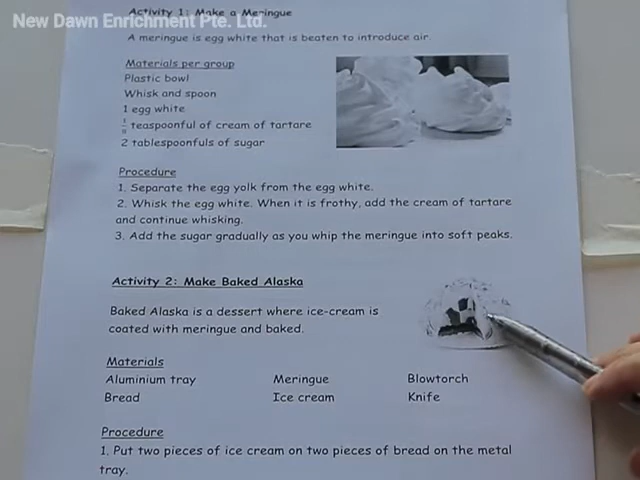 New Dawn Enrichment Pte. Ltd.
Activity 1: Make a Meringue
A meringue is egg white that is beaten to introduce air.
Materials per group
Plastic bowl
Whisk and spoon
1 egg white
teaspoonful of cream of tartare
2 tablespoonfuls of sugar
Procedure
1. Separate the egg yolk from the egg white.
2. Whisk the egg white. When it is frothy, add the cream of tartare
and continue whisking.
3. Add the sugar gradually as you whip the meringue into soft peaks.
Activity 2: Make Baked Alaska
Baked Alaska is a dessert where ice-cream is
coated with meringue and baked.
Materials
Aluminium tray Meringue Blowtorch
Bread Ice cream Knife
Procedure
1. Put two pieces of ice cream on two pieces of bread on the metal
tray.